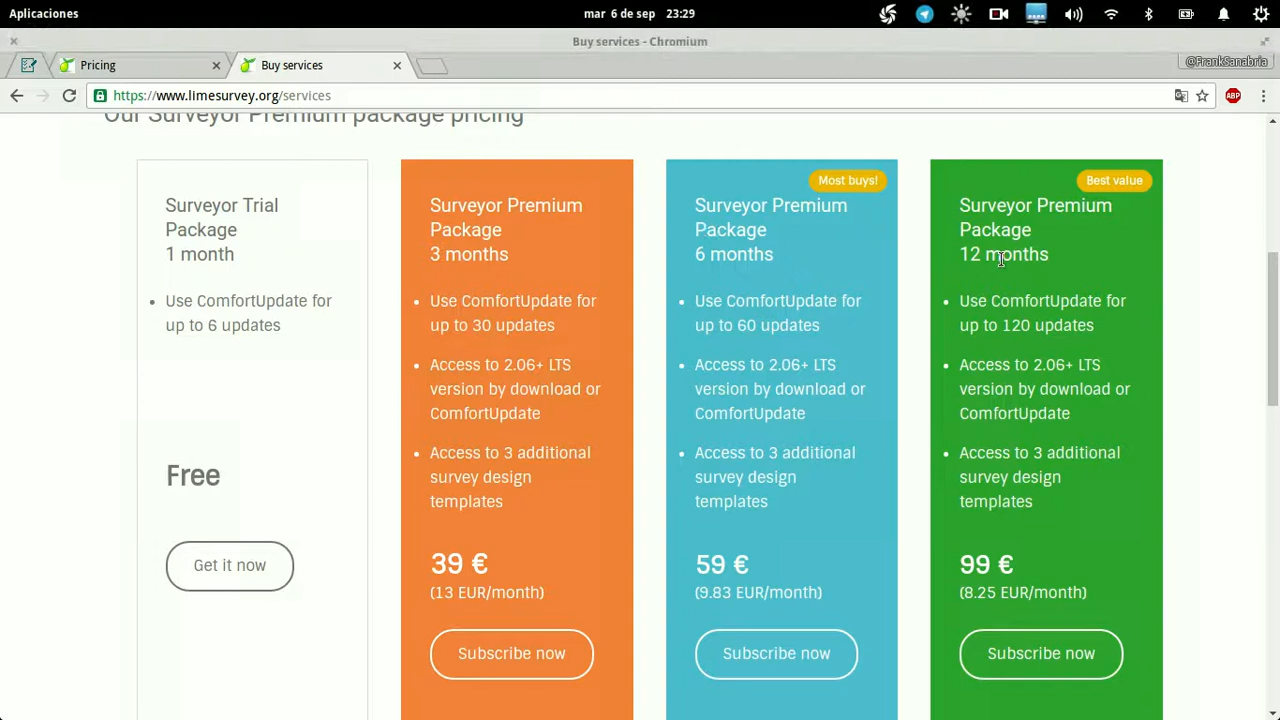 Aplicaciones
mar 6 de sep 23:29
Buy services - Chromium
Pricing
Buy services
@FrankSanabria
https://www.limesurvey.org/services
ABP
Our Surveyor Premium package pricing
Surveyor Trial
Package
1 month
Use ComfortUpdate for
up to 6 updates
Free
Get it now
Surveyor Premium
Package
3 months
Use ComfortUpdate for
up to 30 updates
Access to 2.06+ LTS
version by download or
ComfortUpdate
Access to 3 additional
survey design
templates
39 €
(13 EUR/month)
Subscribe now
Most buys!
Surveyor Premium
Package
6 months
Use ComfortUpdate for
up to 60 updates
Access to 2.06+ LTS
version by download or
ComfortUpdate
Access to 3 additional
survey design
templates
59 €
(9.83 EUR/month)
Subscribe now
Best value
Surveyor Premium
Package
12 months
Use ComfortUpdate for
up to 120 updates
Access to 2.06+ LTS
version by download or
ComfortUpdate
Access to 3 additional
survey design
templates
99 €
(8.25 EUR/month)
Subscribe now